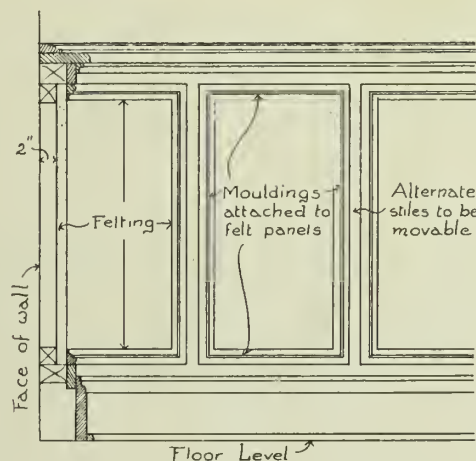 2"
Felting
Mouldings
attached to
felt panels
Alternate
stiles to be
movable
Face of wall
Floor Level